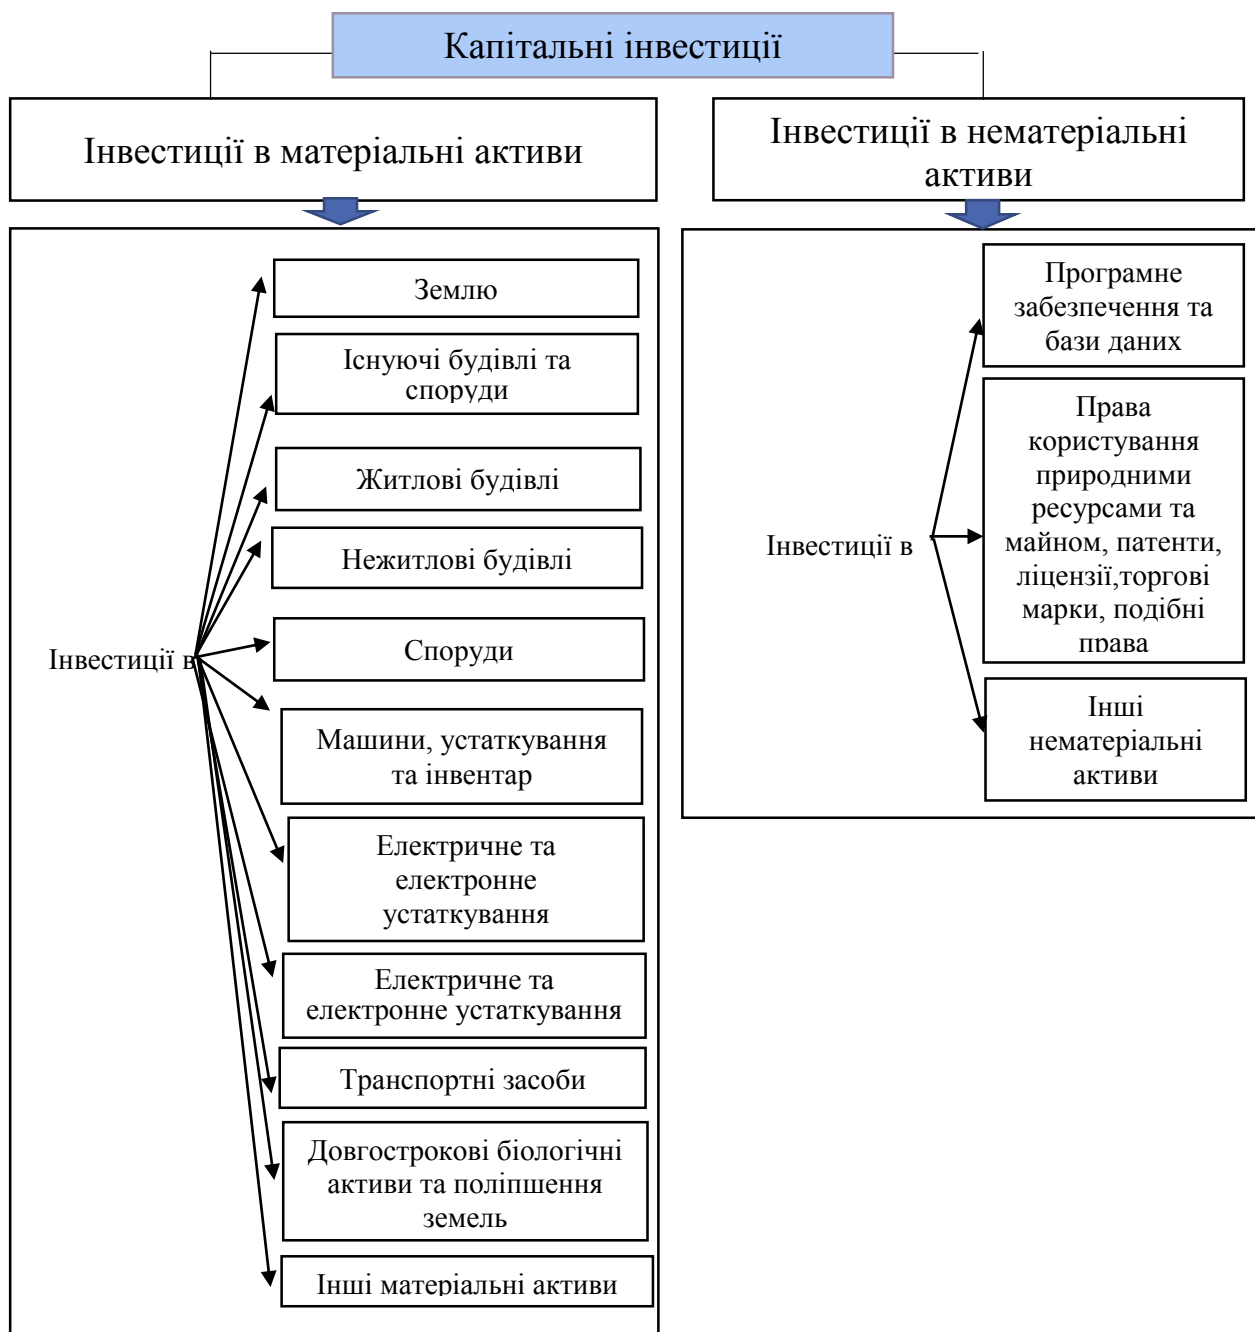 Капітальні інвестиції
Інвестиції в матеріальні активи
Інвестиції в нематеріальні
активи
Інвестиції в
Землю
Існуючі будівлі та
споруди
Житлові будівлі
Нежитлові будівлі
Споруди
Машини, устаткування
та інвентар
Електричне та
електронне
устаткування
Електричне та
електронне устаткування
Транспортні засоби
Довгострокові біологічні
активи та поліпшення
земель
Інші матеріальні активи
Інвестиції в
Програмне
забезпечення та
бази даних
Права
користування
природними
ресурсами та
майном, патенти,
ліцензії,торгові
марки, подібні
права
Інші
нематеріальні
активи